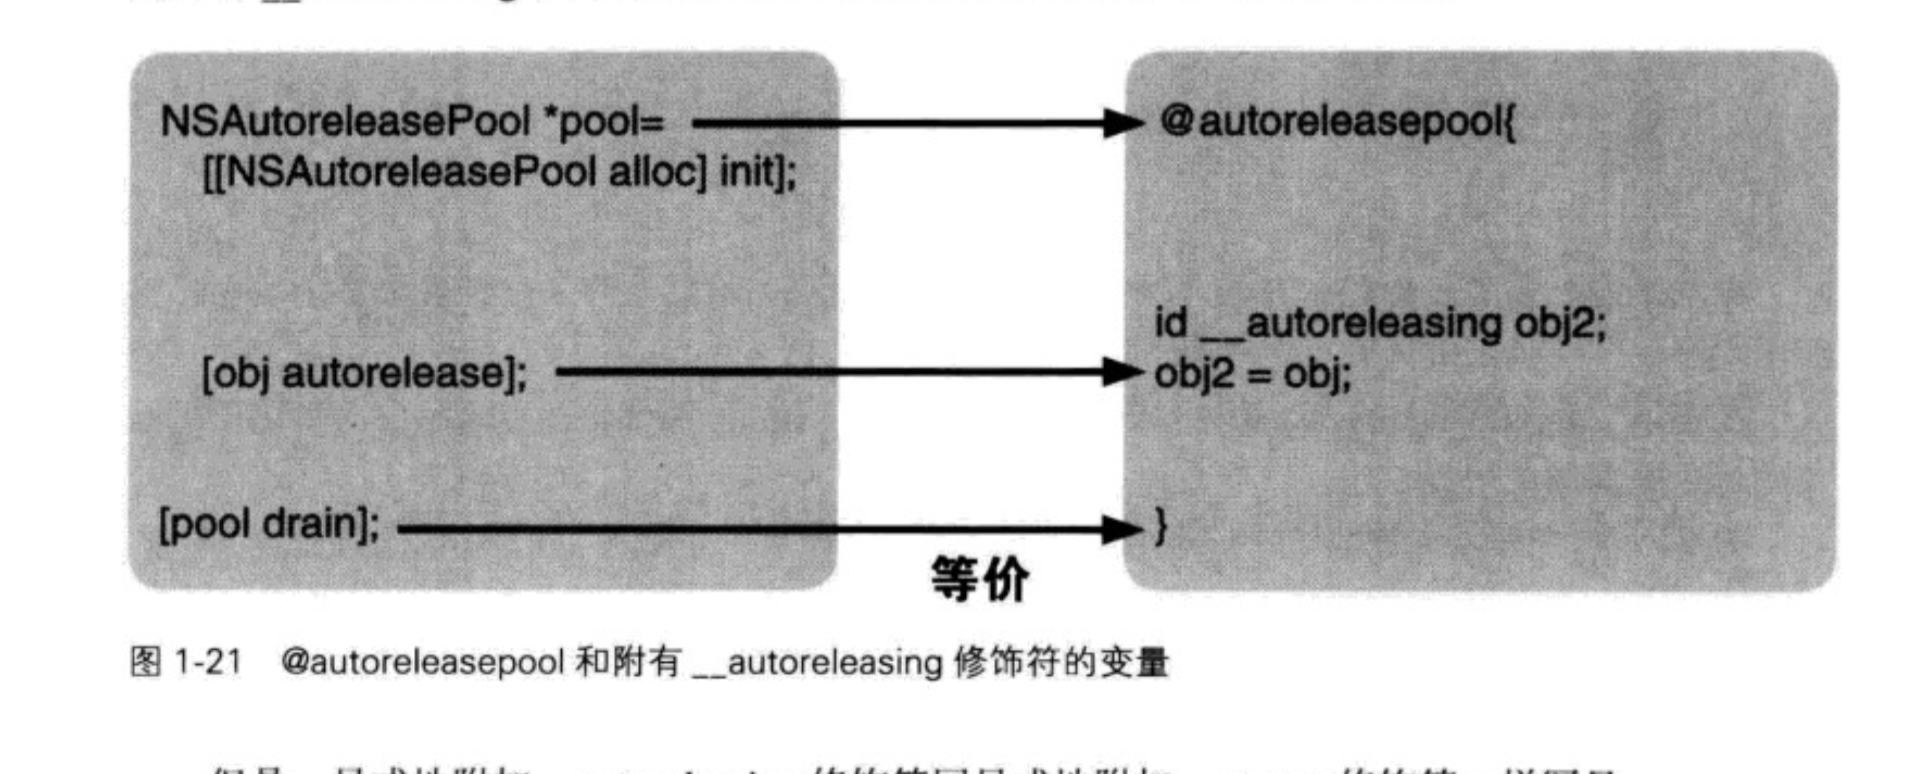 NSAutoreleasePool *pool=
[[NSAutoreleasePool alloc] init];
[obj autorelease];
[pool drain];
@autoreleasepool{
id __autoreleasing obj2;
obj2 = obj;
}
等价
图 1-21 @autoreleasepool 和附有 __autoreleasing 修饰符的变量